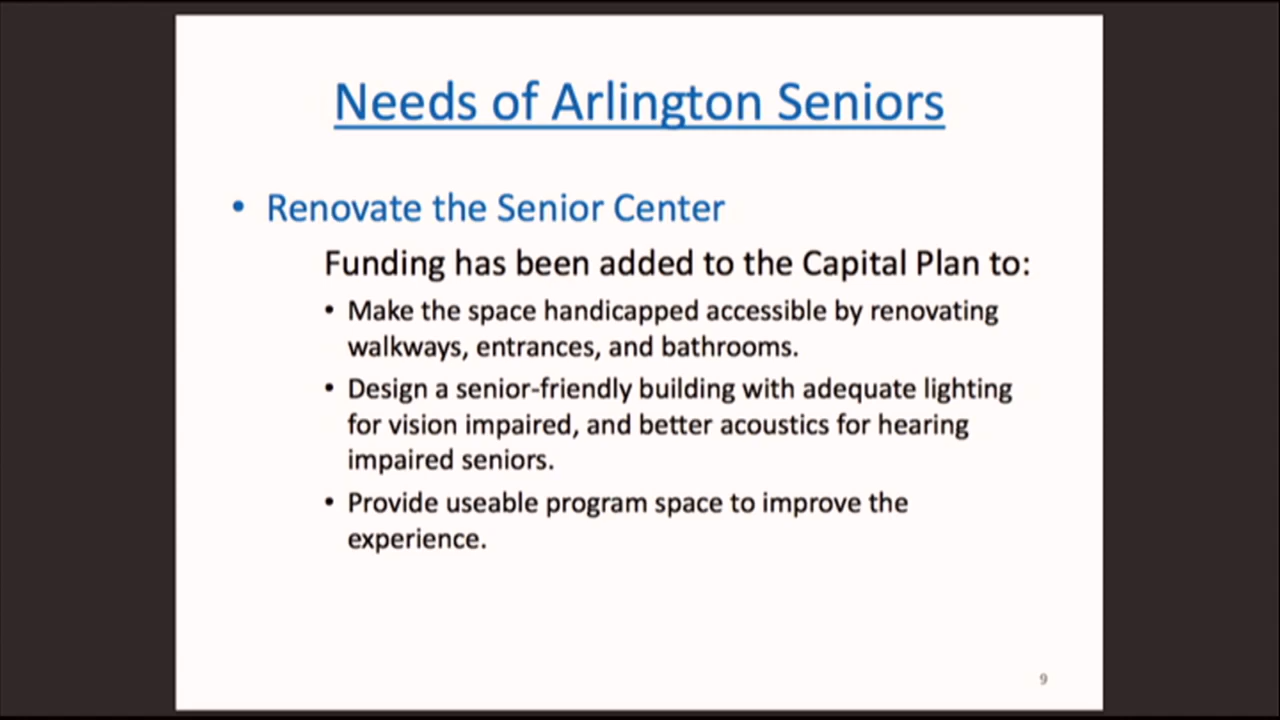 Needs of Arlington Seniors
• Renovate the Senior Center
Funding has been added to the Capital Plan to:
• Make the space handicapped accessible by renovating
walkways, entrances, and bathrooms.
• Design a senior-friendly building with adequate lighting
for vision impaired, and better acoustics for hearing
impaired seniors.
• Provide useable program space to improve the
experience.
9